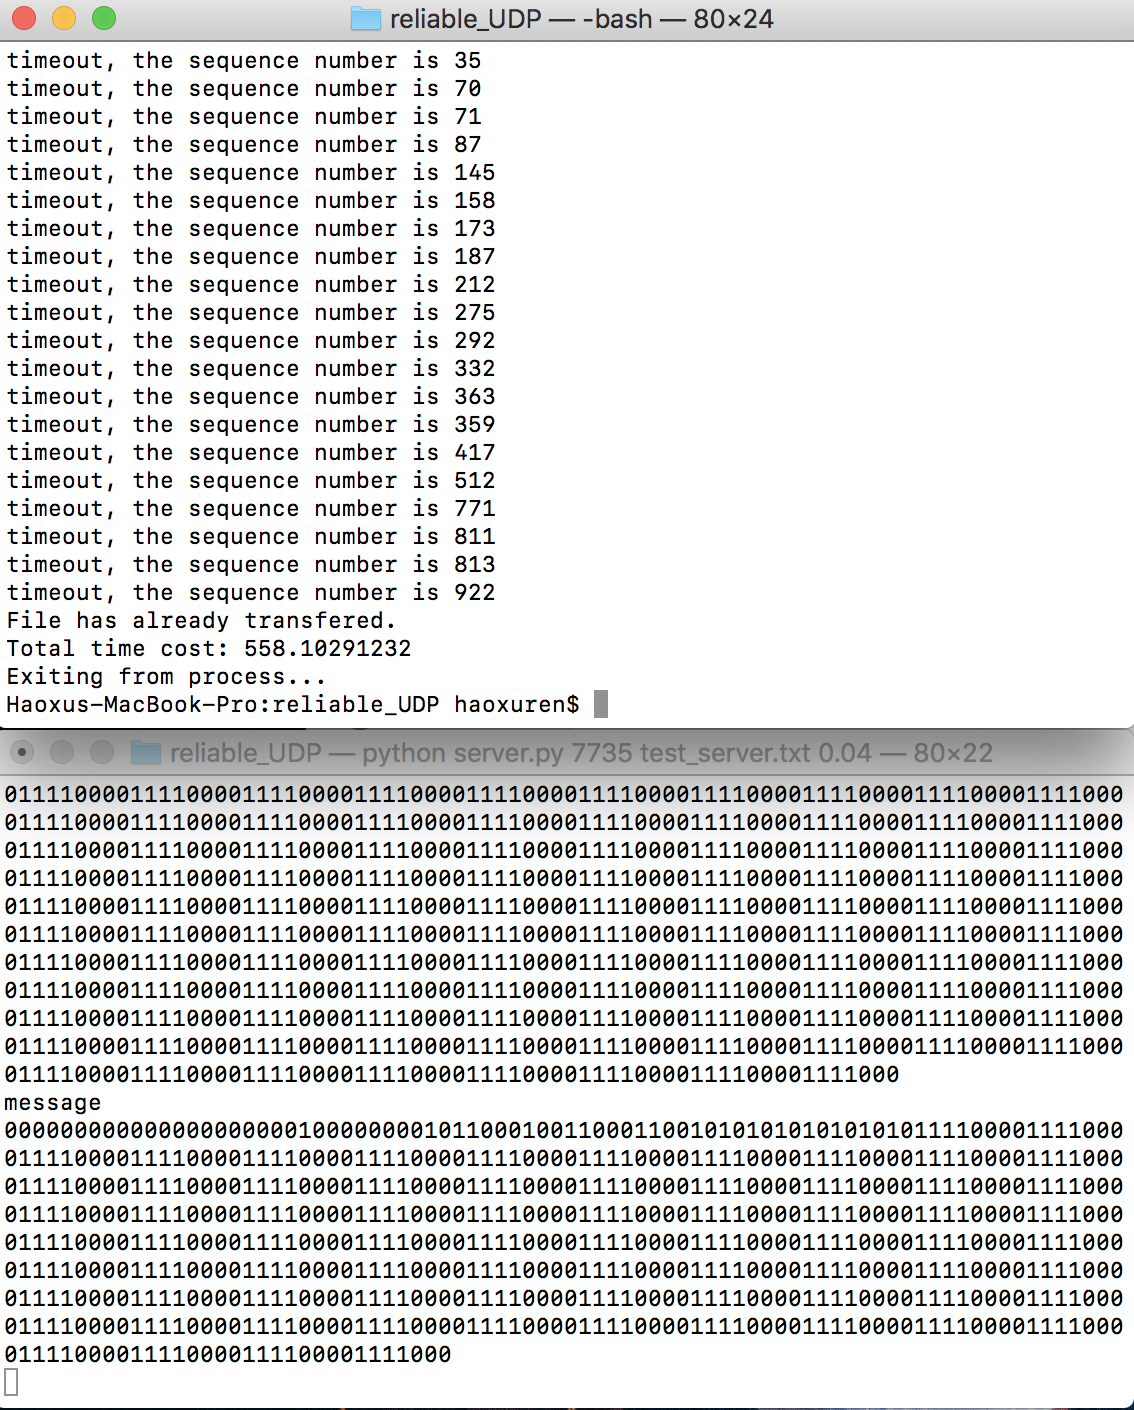 reliable_UDP — -bash — 80×24
timeout, the sequence number is 35
timeout, the sequence number is 70
timeout, the sequence number is 71
timeout, the sequence number is 87
timeout, the sequence number is 145
timeout, the sequence number is 158
timeout, the sequence number is 173
timeout, the sequence number is 187
timeout, the sequence number is 212
timeout, the sequence number is 275
timeout, the sequence number is 292
timeout, the sequence number is 332
timeout, the sequence number is 363
timeout, the sequence number is 359
timeout, the sequence number is 417
timeout, the sequence number is 512
timeout, the sequence number is 771
timeout, the sequence number is 811
timeout, the sequence number is 813
timeout, the sequence number is 922
File has already transfered.
Total time cost: 558.10291232
Exiting from process...
Haoxus-MacBook-Pro:reliable_UDP haoxuren$
reliable_UDP — python server.py 7735 test_server.txt 0.04 — 80×22
01111000011110000111100001111000011110000111100001111000011110000111100001111000
01111000011110000111100001111000011110000111100001111000011110000111100001111000
01111000011110000111100001111000011110000111100001111000011110000111100001111000
01111000011110000111100001111000011110000111100001111000011110000111100001111000
01111000011110000111100001111000011110000111100001111000011110000111100001111000
01111000011110000111100001111000011110000111100001111000011110000111100001111000
01111000011110000111100001111000011110000111100001111000011110000111100001111000
01111000011110000111100001111000011110000111100001111000011110000111100001111000
01111000011110000111100001111000011110000111100001111000011110000111100001111000
01111000011110000111100001111000011110000111100001111000011110000111100001111000
0111100001111000011110000111100001111000011110000111100001111000
message
00000000000000000000010000000010110001001100011001010101010101010111100001111000
01111000011110000111100001111000011110000111100001111000011110000111100001111000
01111000011110000111100001111000011110000111100001111000011110000111100001111000
01111000011110000111100001111000011110000111100001111000011110000111100001111000
01111000011110000111100001111000011110000111100001111000011110000111100001111000
01111000011110000111100001111000011110000111100001111000011110000111100001111000
01111000011110000111100001111000011110000111100001111000011110000111100001111000
01111000011110000111100001111000011110000111100001111000011110000111100001111000
01111000011110000111100001111000